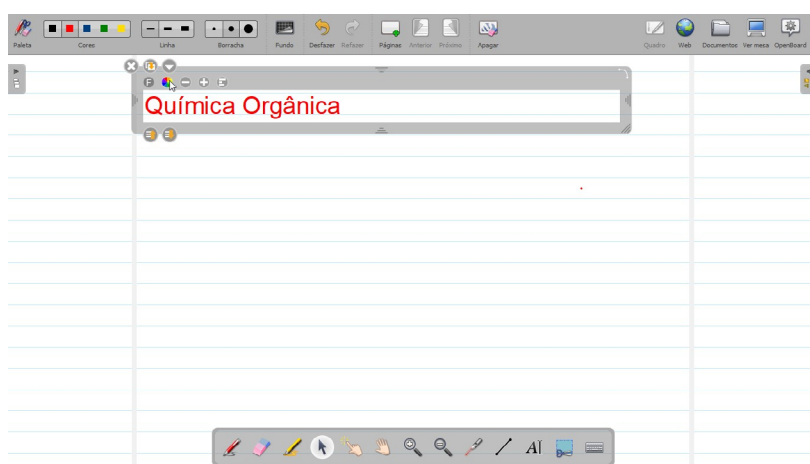 Paleta Cores Linha Borracha Fundo Desfazer Refazer Páginas Anterior Próximo Apagar Quadro Web Documentos Ver mesa OpenBoard
F
Química Orgânica
AI